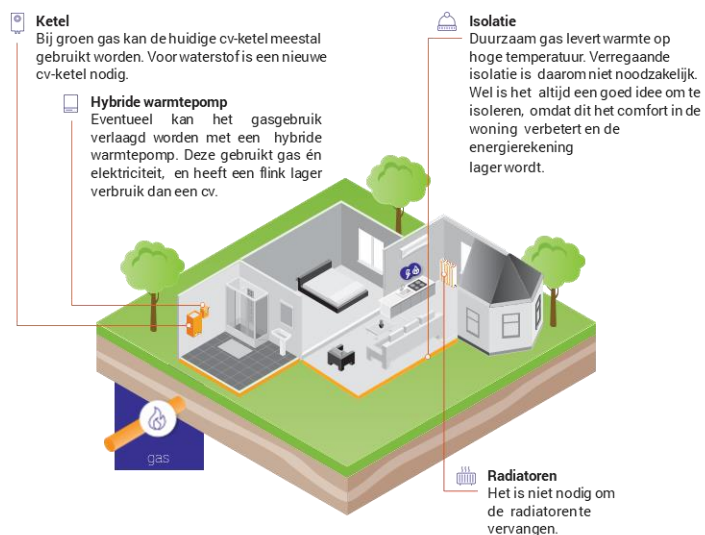 Ketel
Bij groen gas kan de huidige cv-ketel meestal
gebruikt worden. Voor waterstof is een nieuwe
cv-ketel nodig.
Hybride warmtepomp
Eventueel kan het gasgebruik
verlaagd worden met een hybride
warmtepomp. Deze gebruikt gas én
elektriciteit, en heeft een flink lager
verbruik dan een cv.
Isolatie
Duurzaam gas levert warmte op
hoge temperatuur. Verregaande
isolatie is daarom niet noodzakelijk.
Wel is het altijd een goed idee om te
isoleren, omdat dit het comfort in de
woning verbetert en de
energierekening
lager wordt.
gas
Radiatoren
Het is niet nodig om
de radiatoren te
vervangen.